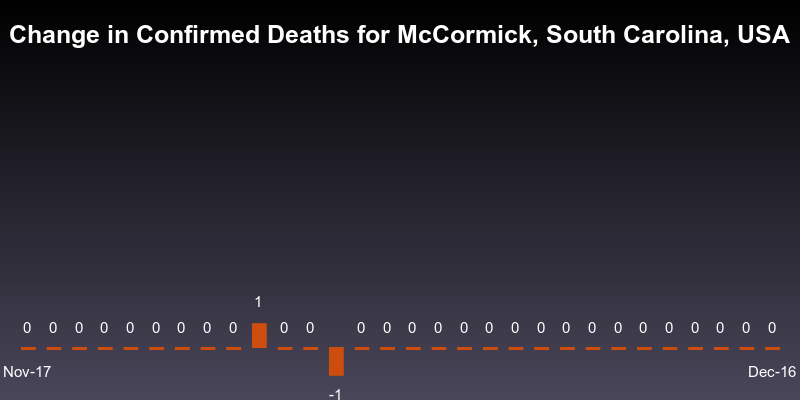 Change in Confirmed Deaths for McCormick, South Carolina, USA
1
0 0 0 0 0 0 0 0 0 0 0 0 0 0 0 0 0 0 0 0 0 0 0 0 0 0 0 0
Nov-17 Dec-16
-1